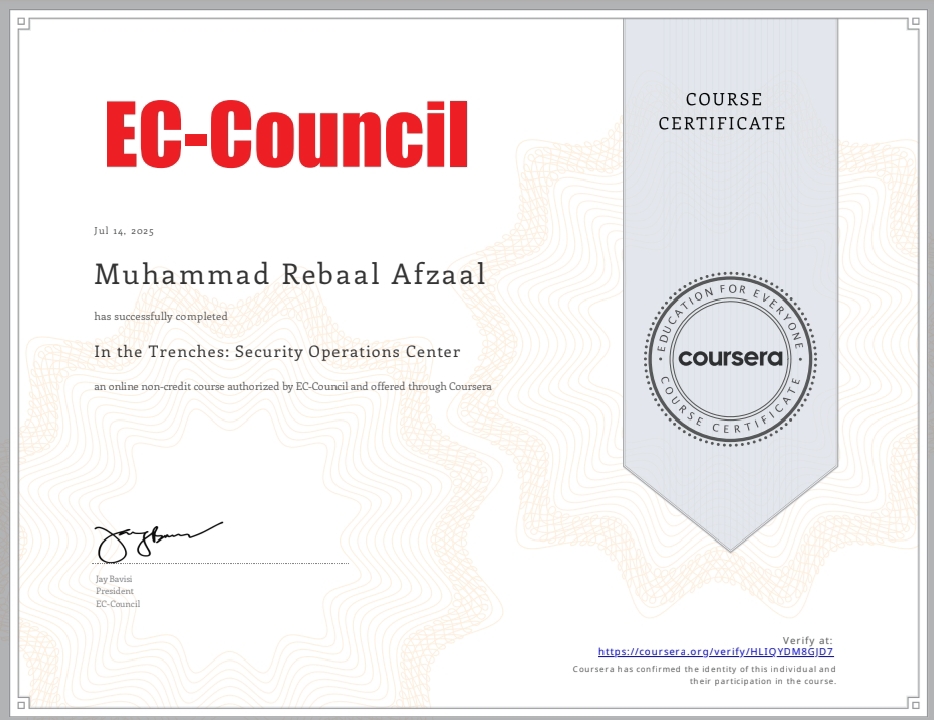 EC-Council
COURSE
CERTIFICATE
Jul 14, 2025
Muhammad Rebaal Afzaal
has successfully completed
In the Trenches: Security Operations Center
an online non-credit course authorized by EC-Council and offered through Coursera
EDUCATION FOR EVERYONE
coursera
COURSE CERTIFICATE
Jay Bavisi
President
EC-Council
Verify at:
https://coursera.org/verify/HLIQYDM8GJD7
Coursera has confirmed the identity of this individual and
their participation in the course.